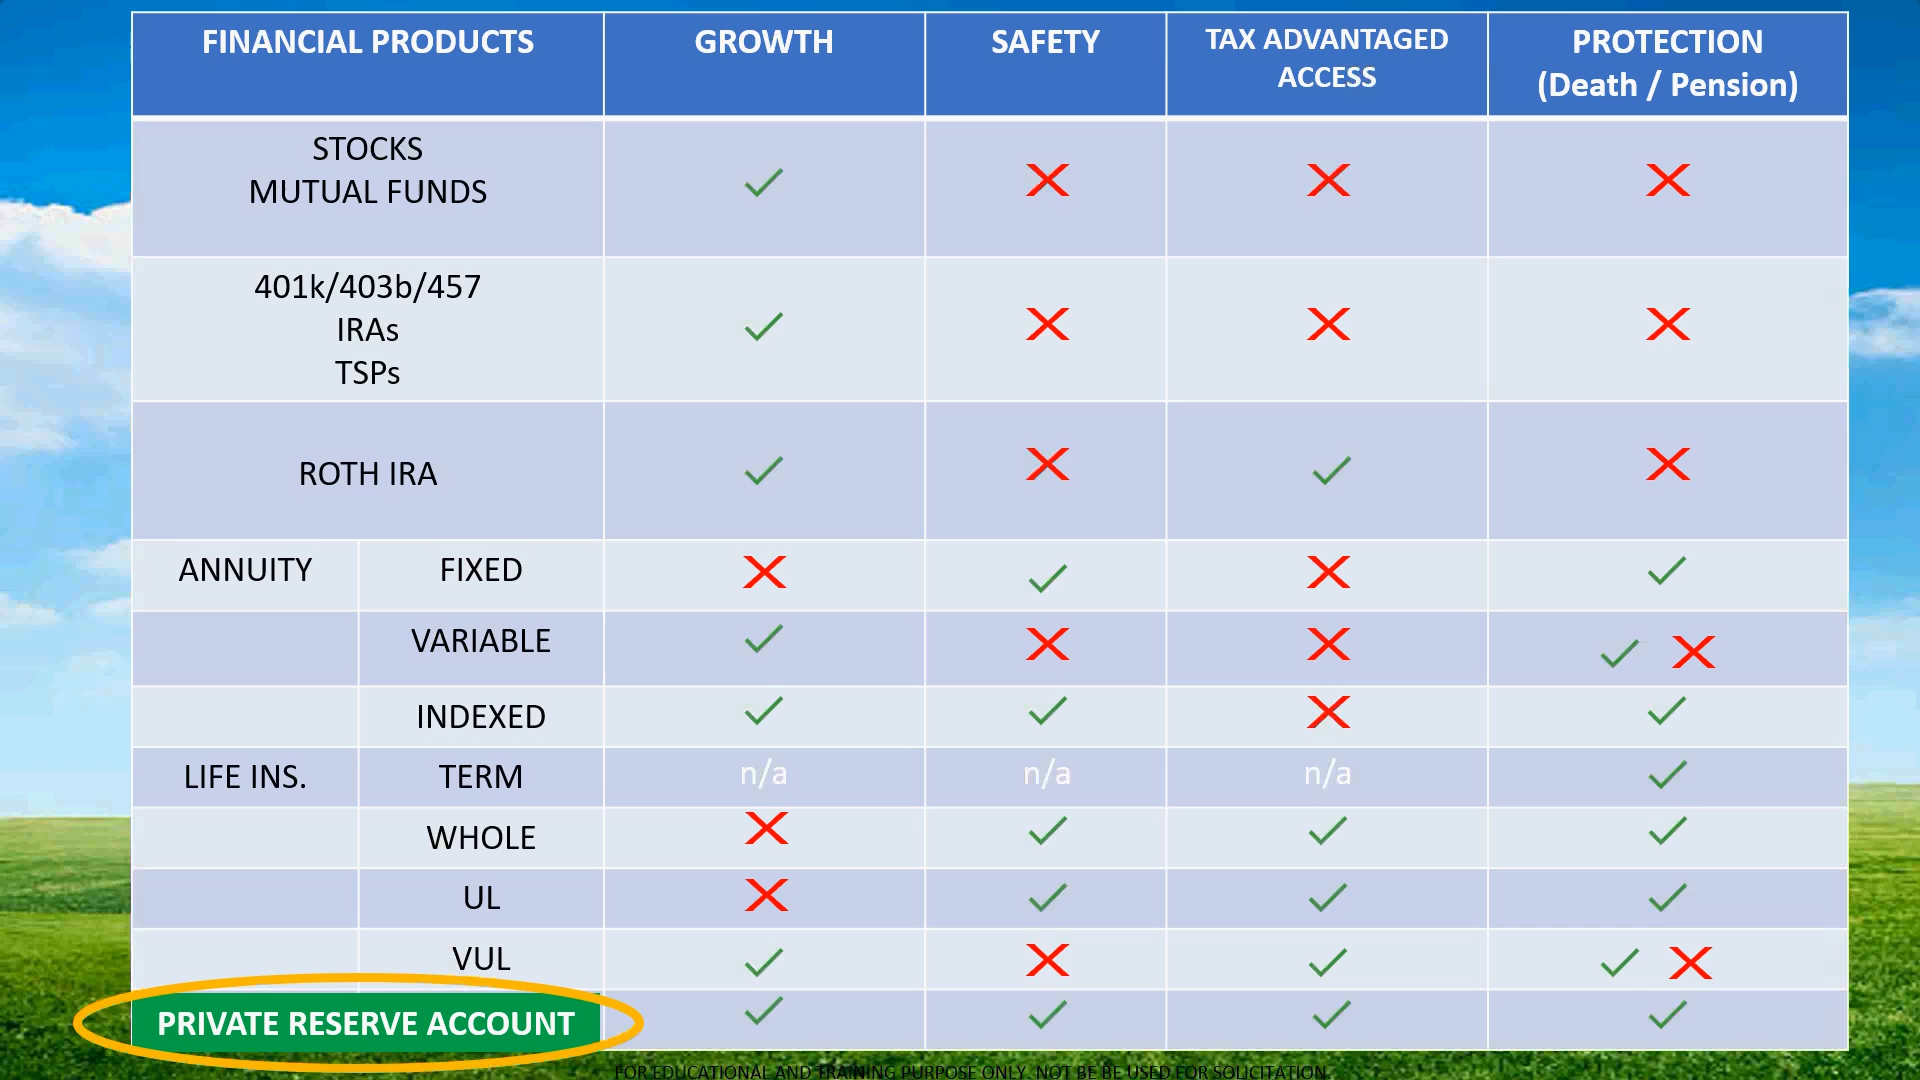 FINANCIAL PRODUCTS
GROWTH
SAFETY
TAX ADVANTAGED
ACCESS
PROTECTION
(Death / Pension)
STOCKS
MUTUAL FUNDS
401k/403b/457
IRAs
TSPs
ROTH IRA
ANNUITY
FIXED
VARIABLE
INDEXED
LIFE INS.
TERM
n/a
n/a
n/a
WHOLE
UL
VUL
PRIVATE RESERVE ACCOUNT
FOR EDUCATIONAL AND TRAINING PURPOSE ONLY. NOT BE BE USED FOR SOLICITATION.